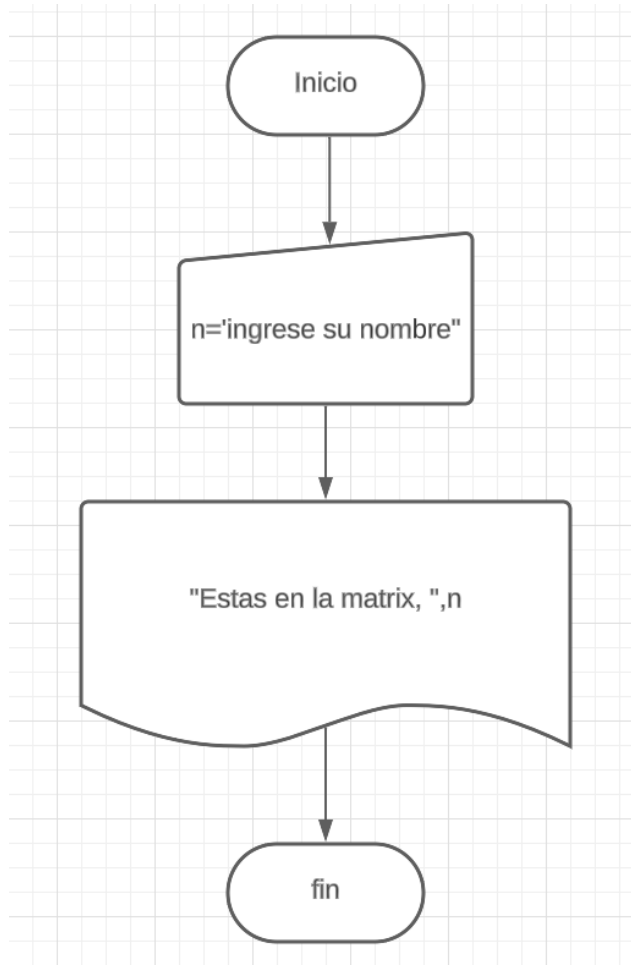 Inicio
n='ingrese su nombre"
"Estas en la matrix, ",n
fin